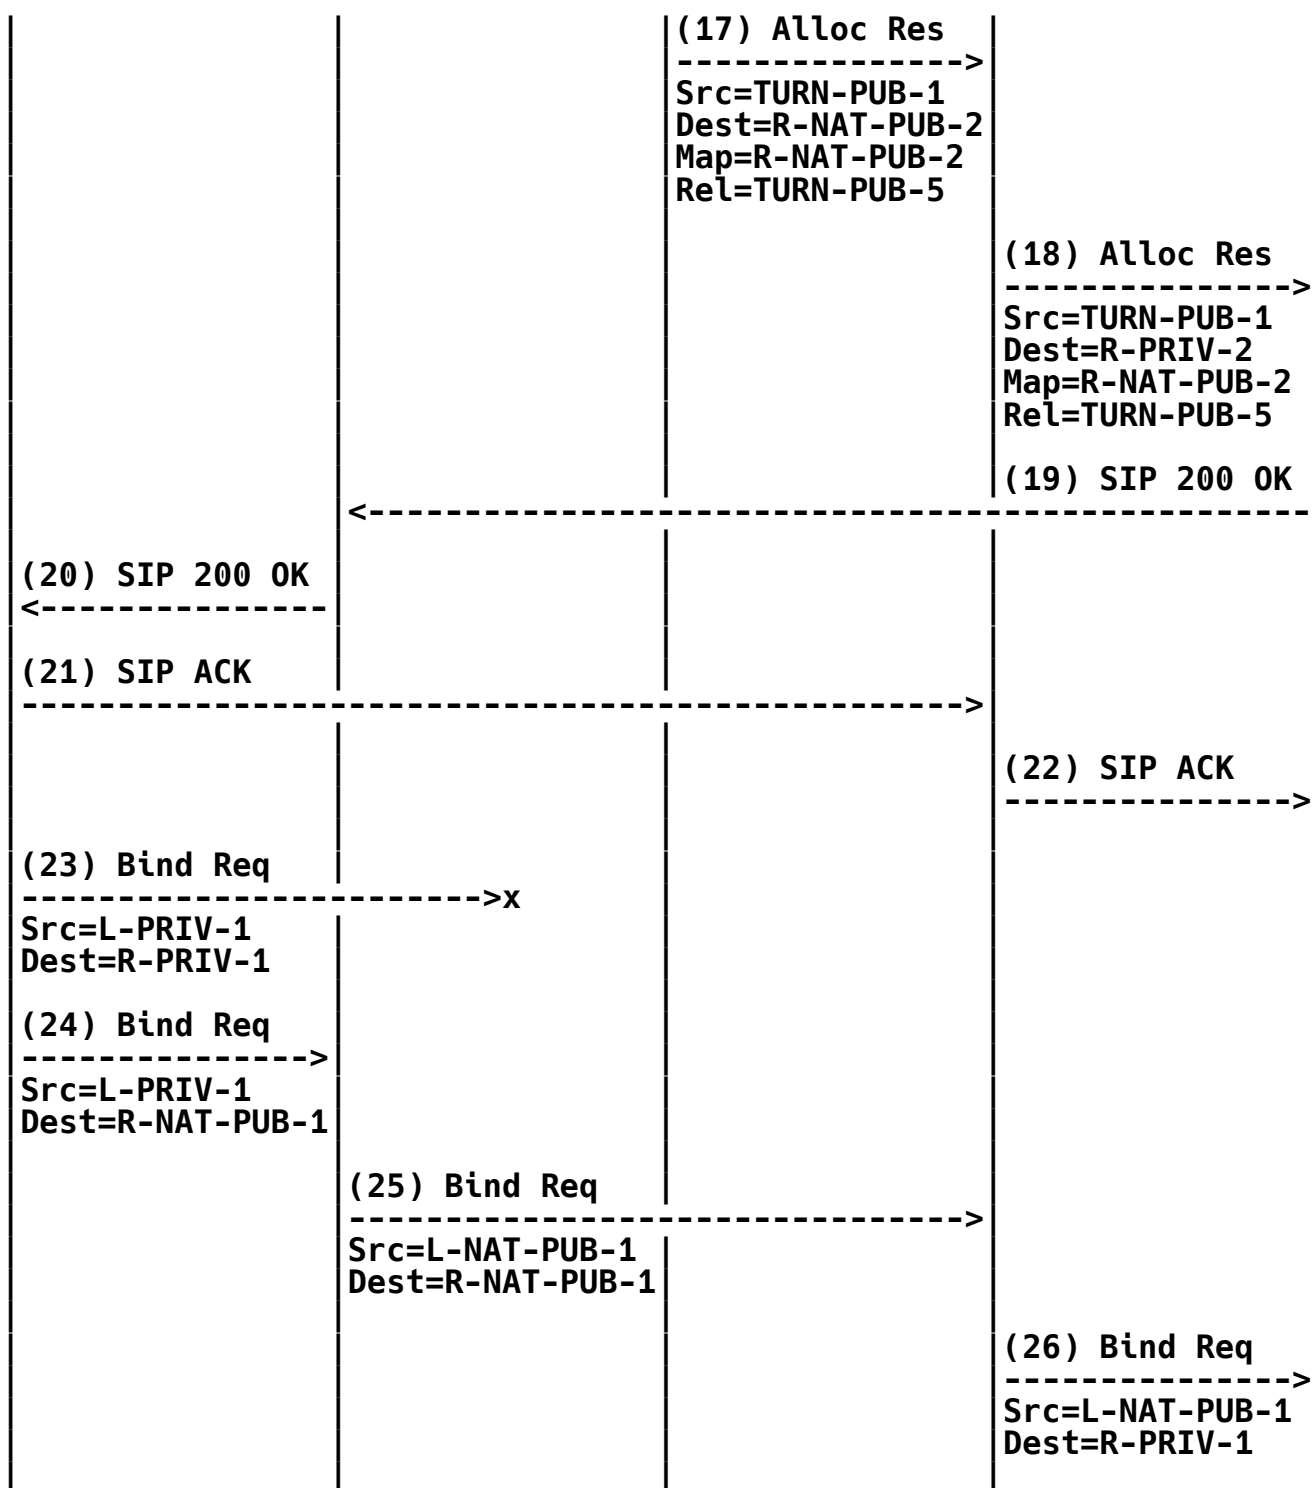 (17) Alloc Res
--------------->
Src=TURN-PUB-1
Dest=R-NAT-PUB-2
Map=R-NAT-PUB-2
Rel=TURN-PUB-5
(18) Alloc Res
--------------->
Src=TURN-PUB-1
Dest=R-PRIV-2
Map=R-NAT-PUB-2
Rel=TURN-PUB-5
(19) SIP 200 OK
<-------------------------------------------------
(20) SIP 200 OK
<---------------
(21) SIP ACK
------------------------------------------------->
(22) SIP ACK
--------------->
(23) Bind Req
------------------------>x
Src=L-PRIV-1
Dest=R-PRIV-1
(24) Bind Req
--------------->
Src=L-PRIV-1
Dest=R-NAT-PUB-1
(25) Bind Req
-------------------------------->
Src=L-NAT-PUB-1
Dest=R-NAT-PUB-1
(26) Bind Req
--------------->
Src=L-NAT-PUB-1
Dest=R-PRIV-1